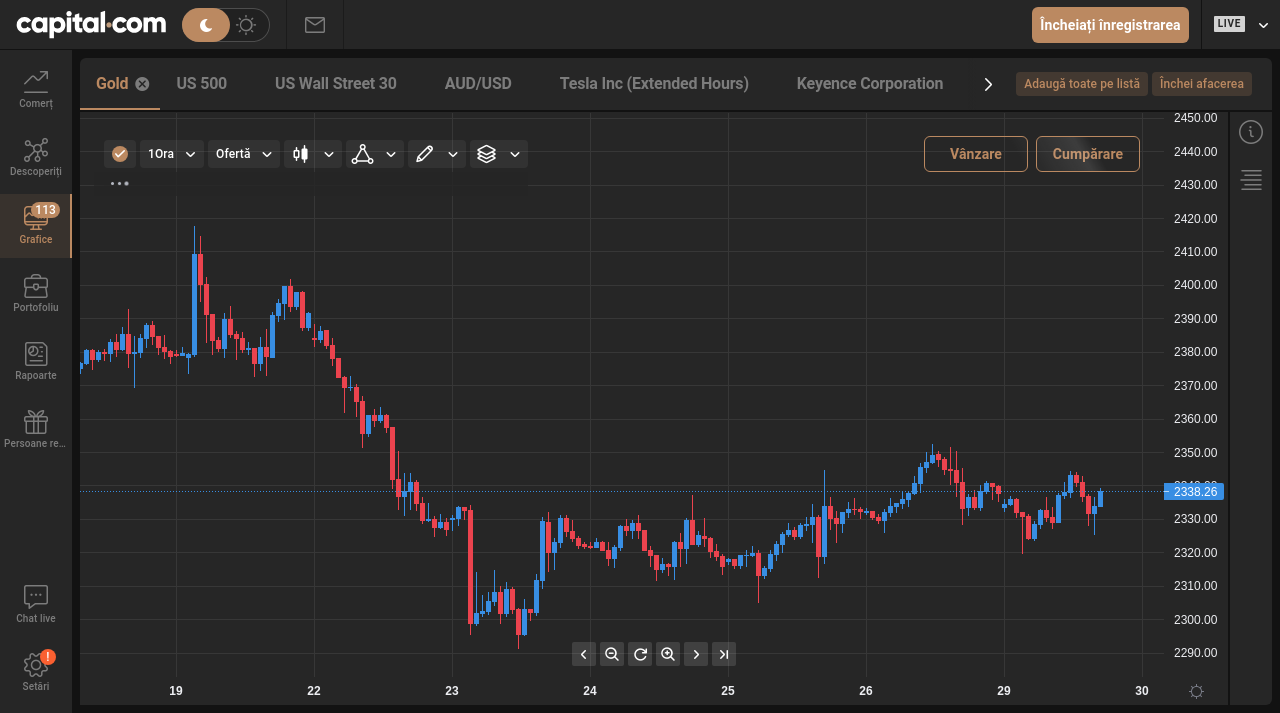 capital.com
Încheiați înregistrarea
LIVE
Comerț
Descoperiți
113
Grafice
Portofoliu
Rapoarte
Persoane re...
Chat live
!
Setări
Gold
US 500
US Wall Street 30
AUD/USD
Tesla Inc (Extended Hours)
Keyence Corporation
Adaugă toate pe listă
Închei afacerea
1Ora
Ofertă
Vânzare
Cumpărare
2450.00
2440.00
2430.00
2420.00
2410.00
2400.00
2390.00
2380.00
2370.00
2360.00
2350.00
2338.26
2330.00
2320.00
2310.00
2300.00
2290.00
19
22
23
24
25
26
29
30